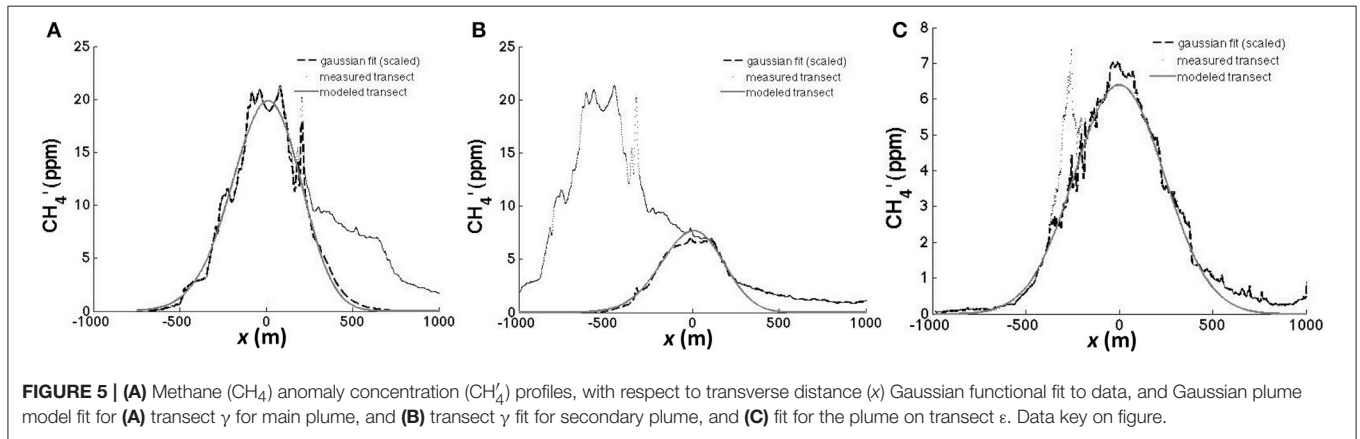 A
25
20
15
10
5
0
-1000
-500
0
500
1000
CH₄' (ppm)
x (m)
gaussian fit (scaled)
measured transect
modeled transect
B
25
20
15
10
5
0
-1000
-500
0
500
1000
CH₄' (ppm)
x (m)
gaussian fit (scaled)
measured transect
modeled transect
C
8
7
6
5
4
3
2
1
0
-1000
-500
0
500
1000
CH₄' (ppm)
x (m)
gaussian fit (scaled)
measured transect
modeled transect
FIGURE 5 | (A) Methane (CH4) anomaly concentration (CH′₄) profiles, with respect to transverse distance (x) Gaussian functional fit to data, and Gaussian plume
model fit for (A) transect γ for main plume, and (B) transect γ fit for secondary plume, and (C) fit for the plume on transect ε. Data key on figure.